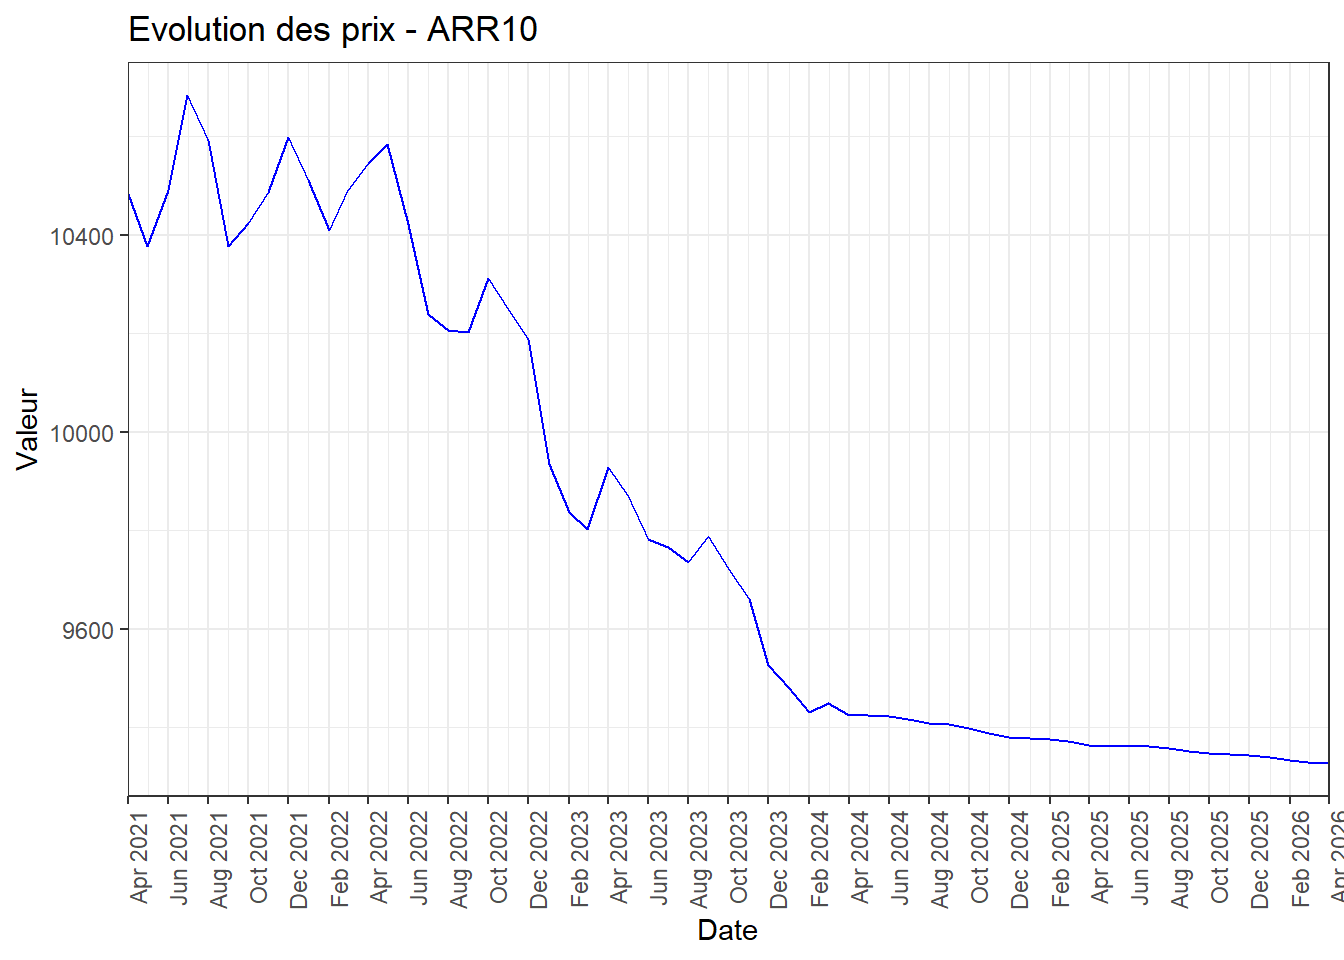 Evolution des prix - ARR10
Valeur
10400
10000
9600
Apr 2021
Jun 2021
Aug 2021
Oct 2021
Dec 2021
Feb 2022
Apr 2022
Jun 2022
Aug 2022
Oct 2022
Dec 2022
Feb 2023
Apr 2023
Jun 2023
Aug 2023
Oct 2023
Dec 2023
Feb 2024
Apr 2024
Jun 2024
Aug 2024
Oct 2024
Dec 2024
Feb 2025
Apr 2025
Jun 2025
Aug 2025
Oct 2025
Dec 2025
Feb 2026
Apr 2026
Date